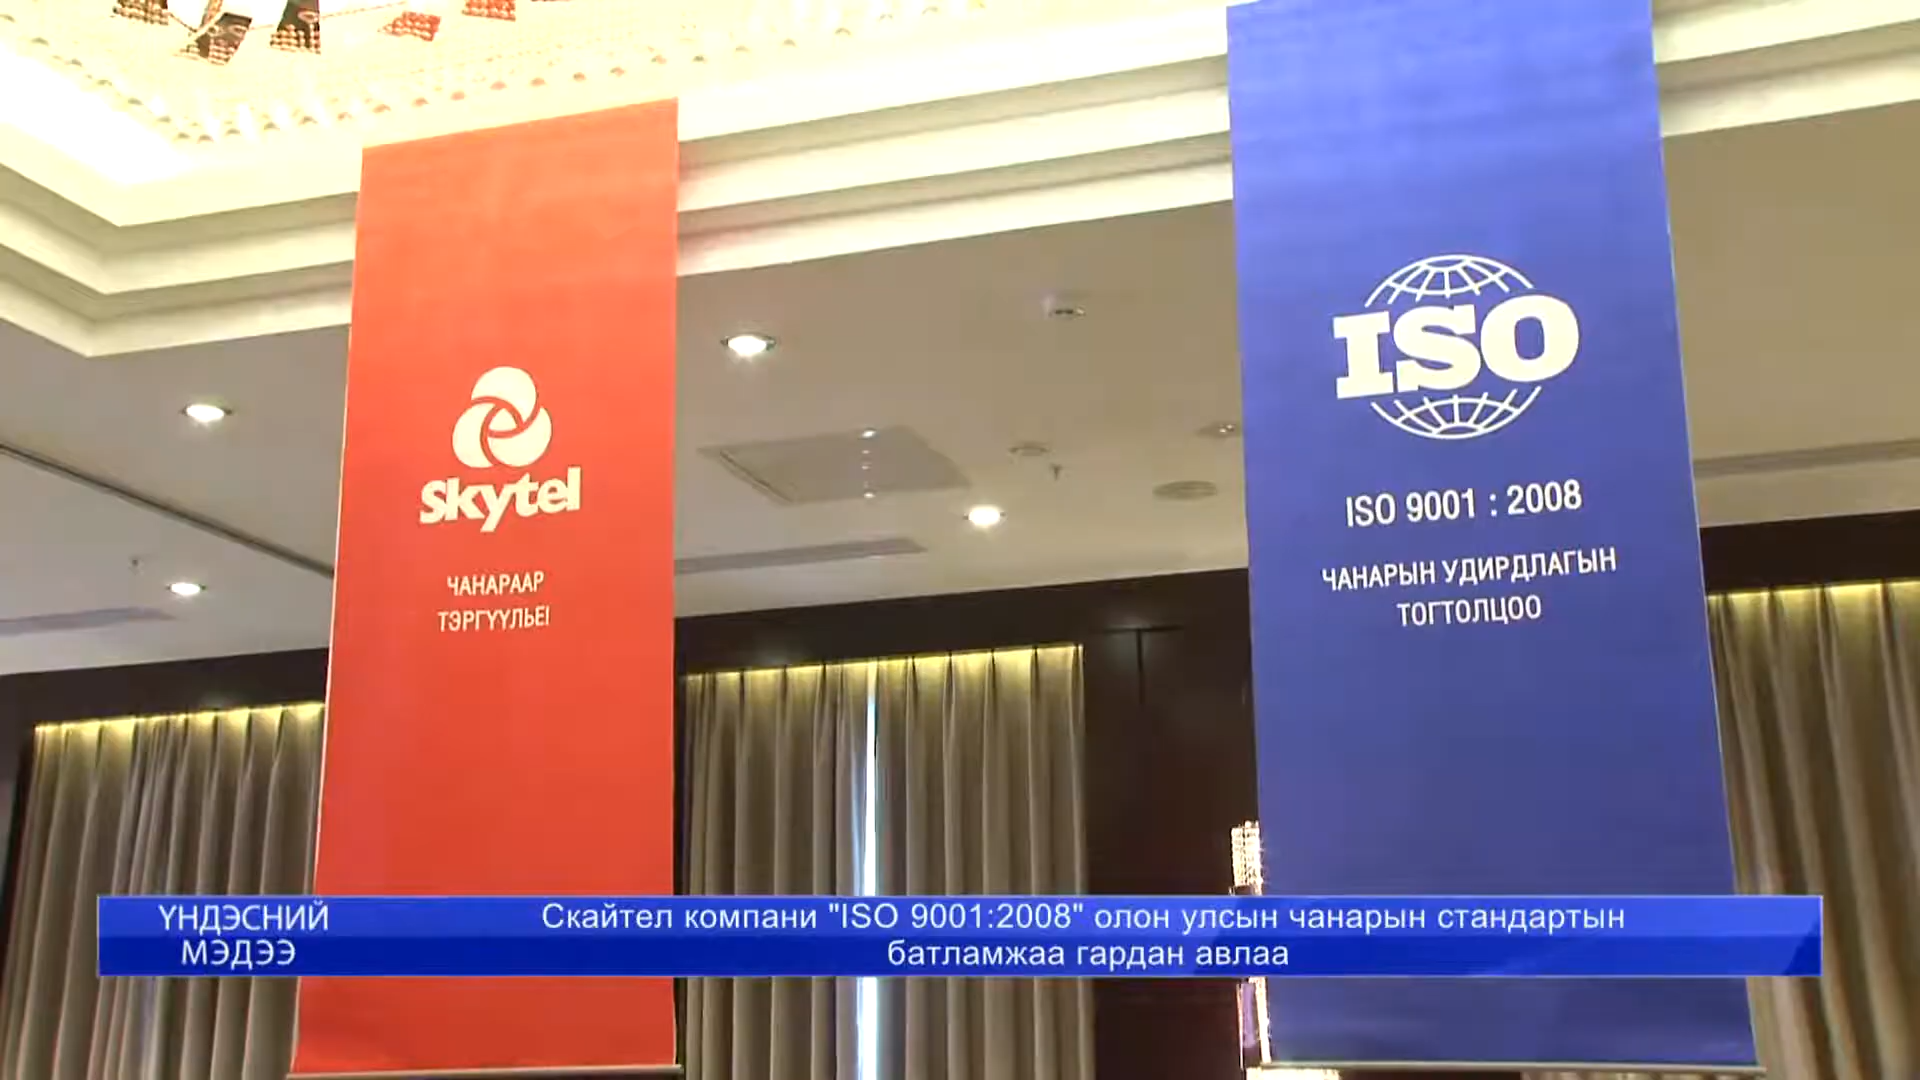 Skytel
ЧАНАРААР
ТЭРГҮҮЛЬЕ!
ISO
ISO 9001 : 2008
ЧАНАРЫН УДИРДЛАГЫН
ТОГТОЛЦОО
ҮНДЭСНИЙ
МЭДЭЭ
Скайтел компани "ISO 9001:2008" олон улсын чанарын стандартын
батламжаа гардан авлаа